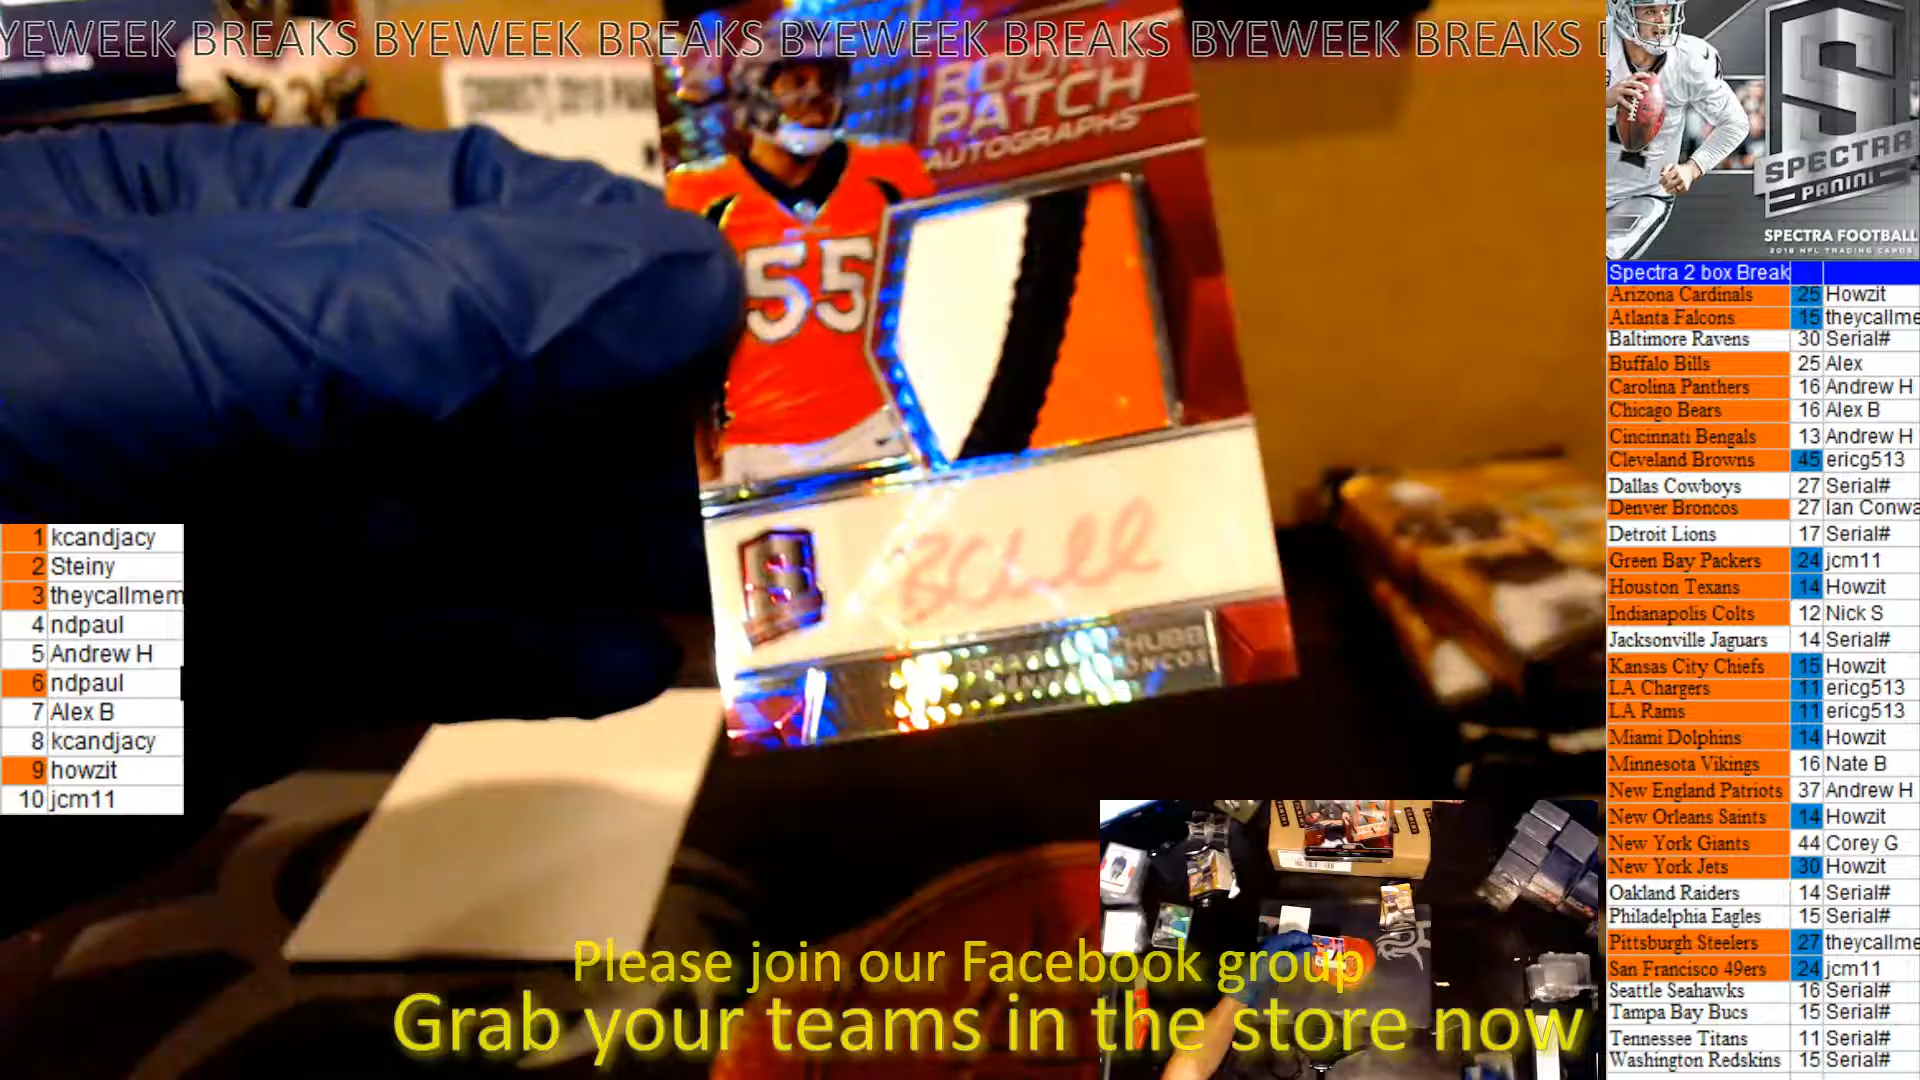 YEWEEK BREAKS BYEWEEK BREAKS BYEWEEK BREAKS BYEWEEK BREAKS
ROOKIE
PATCH
AUTOGRAPHS
55
HUBB
SPECTRA
PANINI
SPECTRA FOOTBALL
2018 NFL TRADING CARDS
Spectra 2 box Break
Arizona Cardinals 25 Howzit
Atlanta Falcons 15 theycallme
Baltimore Ravens 30 Serial#
Buffalo Bills 25 Alex
Carolina Panthers 16 Andrew H
Chicago Bears 16 Alex B
Cincinnati Bengals 13 Andrew H
Cleveland Browns 45 ericg513
Dallas Cowboys 27 Serial#
Denver Broncos 27 Ian Conwa
Detroit Lions 17 Serial#
Green Bay Packers 24 jcm11
Houston Texans 14 Howzit
Indianapolis Colts 12 Nick S
Jacksonville Jaguars 14 Serial#
Kansas City Chiefs 15 Howzit
LA Chargers 11 ericg513
LA Rams 11 ericg513
Miami Dolphins 14 Howzit
Minnesota Vikings 16 Nate B
New England Patriots 37 Andrew H
New Orleans Saints 14 Howzit
New York Giants 44 Corey G
New York Jets 30 Howzit
Oakland Raiders 14 Serial#
Philadelphia Eagles 15 Serial#
Pittsburgh Steelers 27 theycallme
San Francisco 49ers 24 jcm11
Seattle Seahawks 16 Serial#
Tampa Bay Bucs 15 Serial#
Tennessee Titans 11 Serial#
Washington Redskins 15 Serial#
1 kcandjacy
2 Steiny
3 theycallmem
4 ndpaul
5 Andrew H
6 ndpaul
7 Alex B
8 kcandjacy
9 howzit
10 jcm11
Please join our Facebook group
Grab your teams in the store now